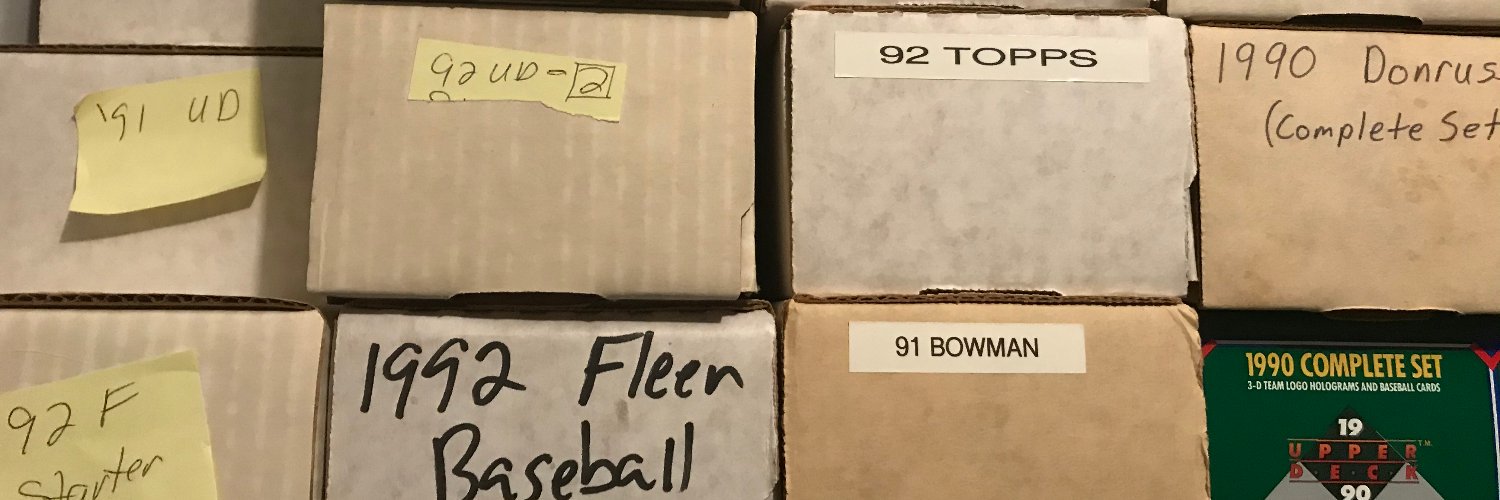 '91 UD
92 UD-2
92 TOPPS
1990 Donrus
(Complete Set
92 F
Starter
1992 Fleer
Baseball
91 BOWMAN
1990 COMPLETE SET
3-D TEAM LOGO HOLOGRAMS AND BASEBALL CARDS
19
UPPER T.M.
DECK
90